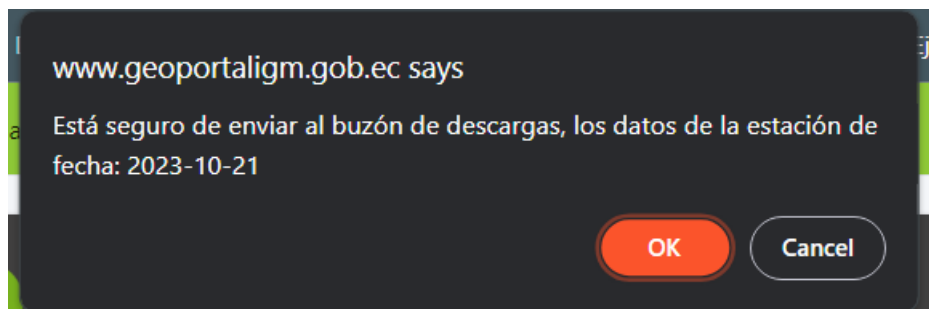 www.geoportaligm.gob.ec says
Está seguro de enviar al buzón de descargas, los datos de la estación de
fecha: 2023-10-21
OK Cancel